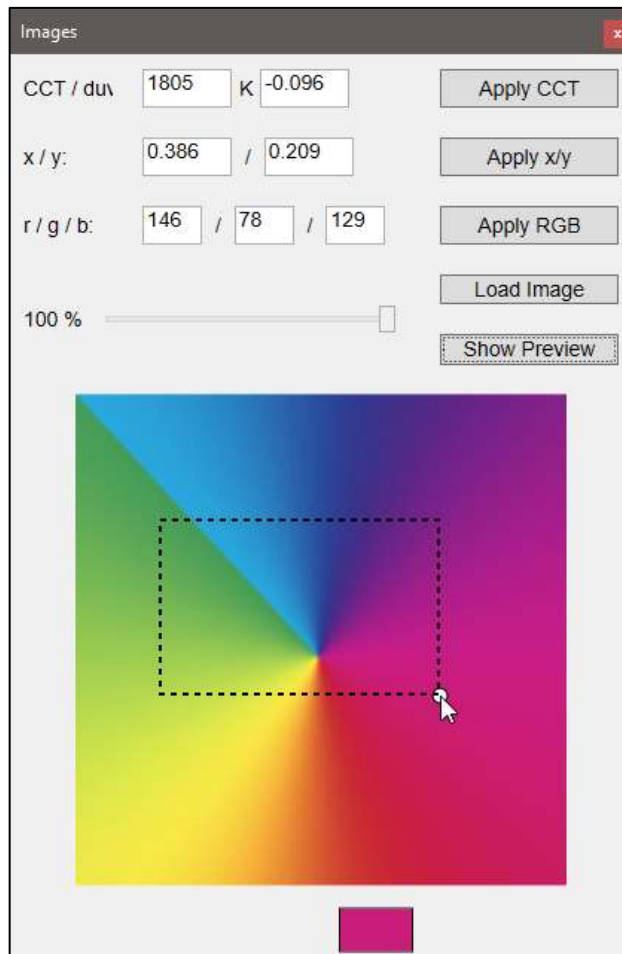 Images x
CCT / duv 1805 K -0.096 Apply CCT
x / y: 0.386 / 0.209 Apply x/y
r / g / b: 146 / 78 / 129 Apply RGB
Load Image
100 %
Show Preview